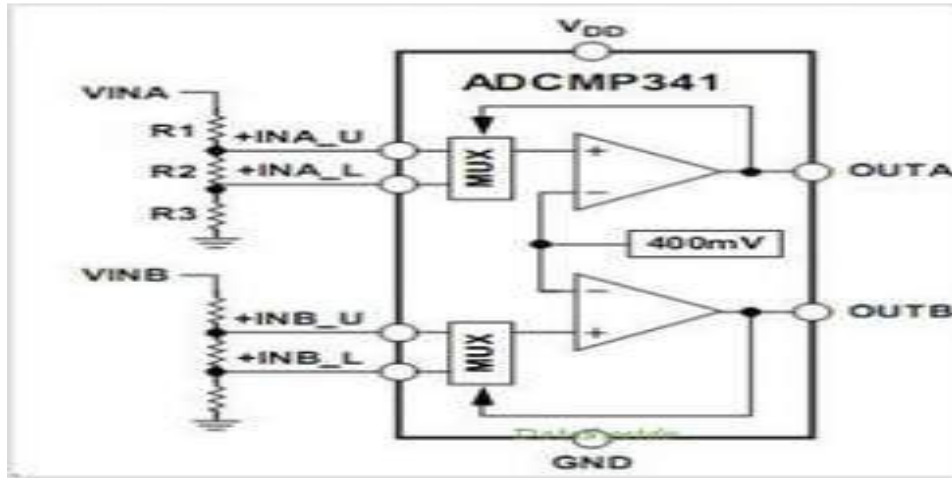 VDD
ADCMP341
VINA
R1
+INA_U
R2
+INA_L
R3
MUX
OUTA
400mV
VINB
+INB_U
+INB_L
MUX
OUTB
GND